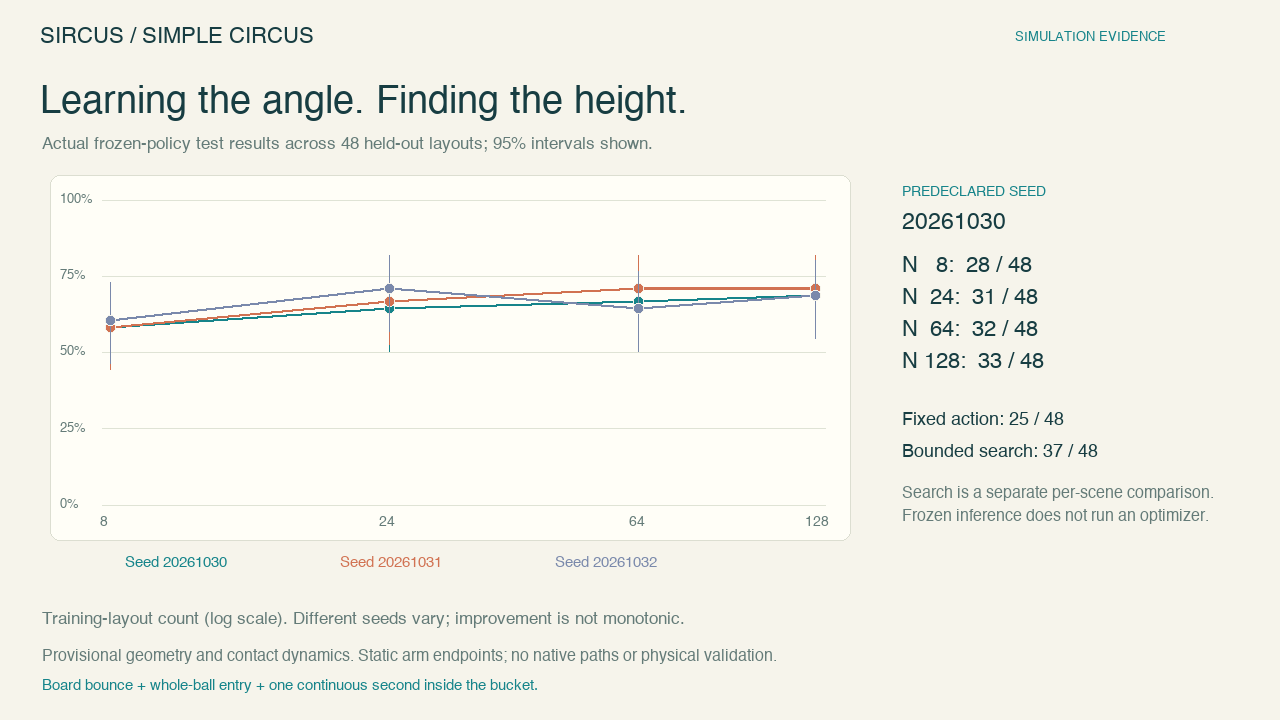 SIRCUS / SIMPLE CIRCUS
SIMULATION EVIDENCE
Learning the angle. Finding the height.
Actual frozen-policy test results across 48 held-out layouts; 95% intervals shown.
100%
75%
50%
25%
0%
8
24
64
128
Seed 20261030
Seed 20261031
Seed 20261032
PREDECLARED SEED
20261030
N 8: 28 / 48
N 24: 31 / 48
N 64: 32 / 48
N 128: 33 / 48
Fixed action: 25 / 48
Bounded search: 37 / 48
Search is a separate per-scene comparison.
Frozen inference does not run an optimizer.
Training-layout count (log scale). Different seeds vary; improvement is not monotonic.
Provisional geometry and contact dynamics. Static arm endpoints; no native paths or physical validation.
Board bounce + whole-ball entry + one continuous second inside the bucket.